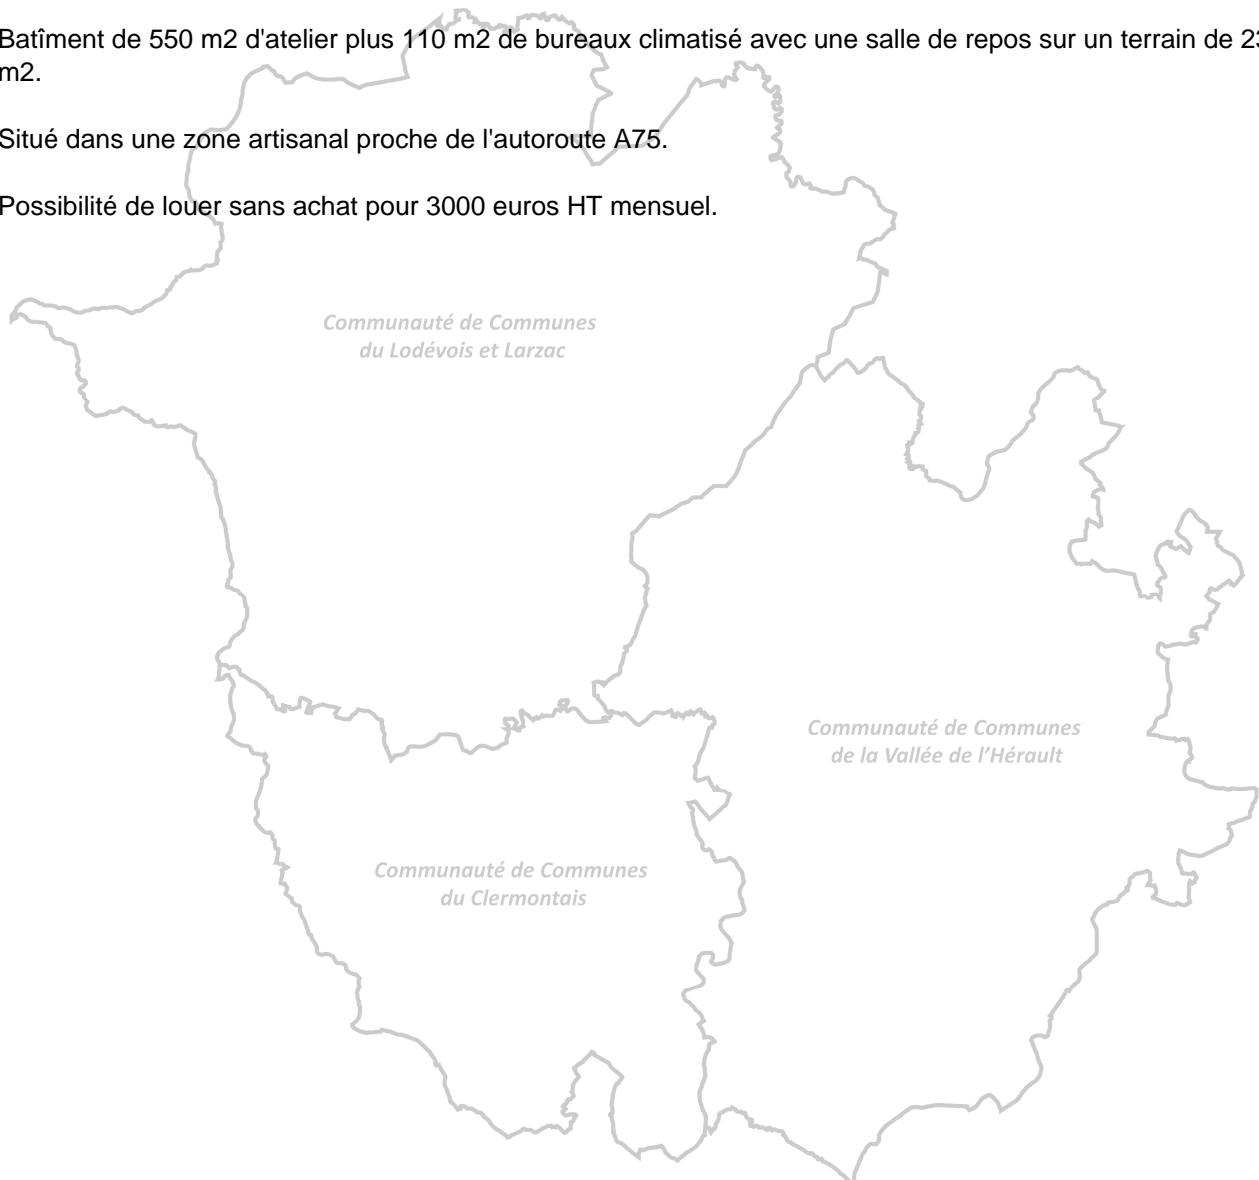 Batîment de 550 m2 d'atelier plus 110 m2 de bureaux climatisé avec une salle de repos sur un terrain de
m2.
Situé dans une zone artisanal proche de l'autoroute A75.
Possibilité de louer sans achat pour 3000 euros HT mensuel.
Communauté de Communes
du Lodévois et Larzac
Communauté de Communes
de la Vallée de l'Hérault
Communauté de Communes
du Clermontais